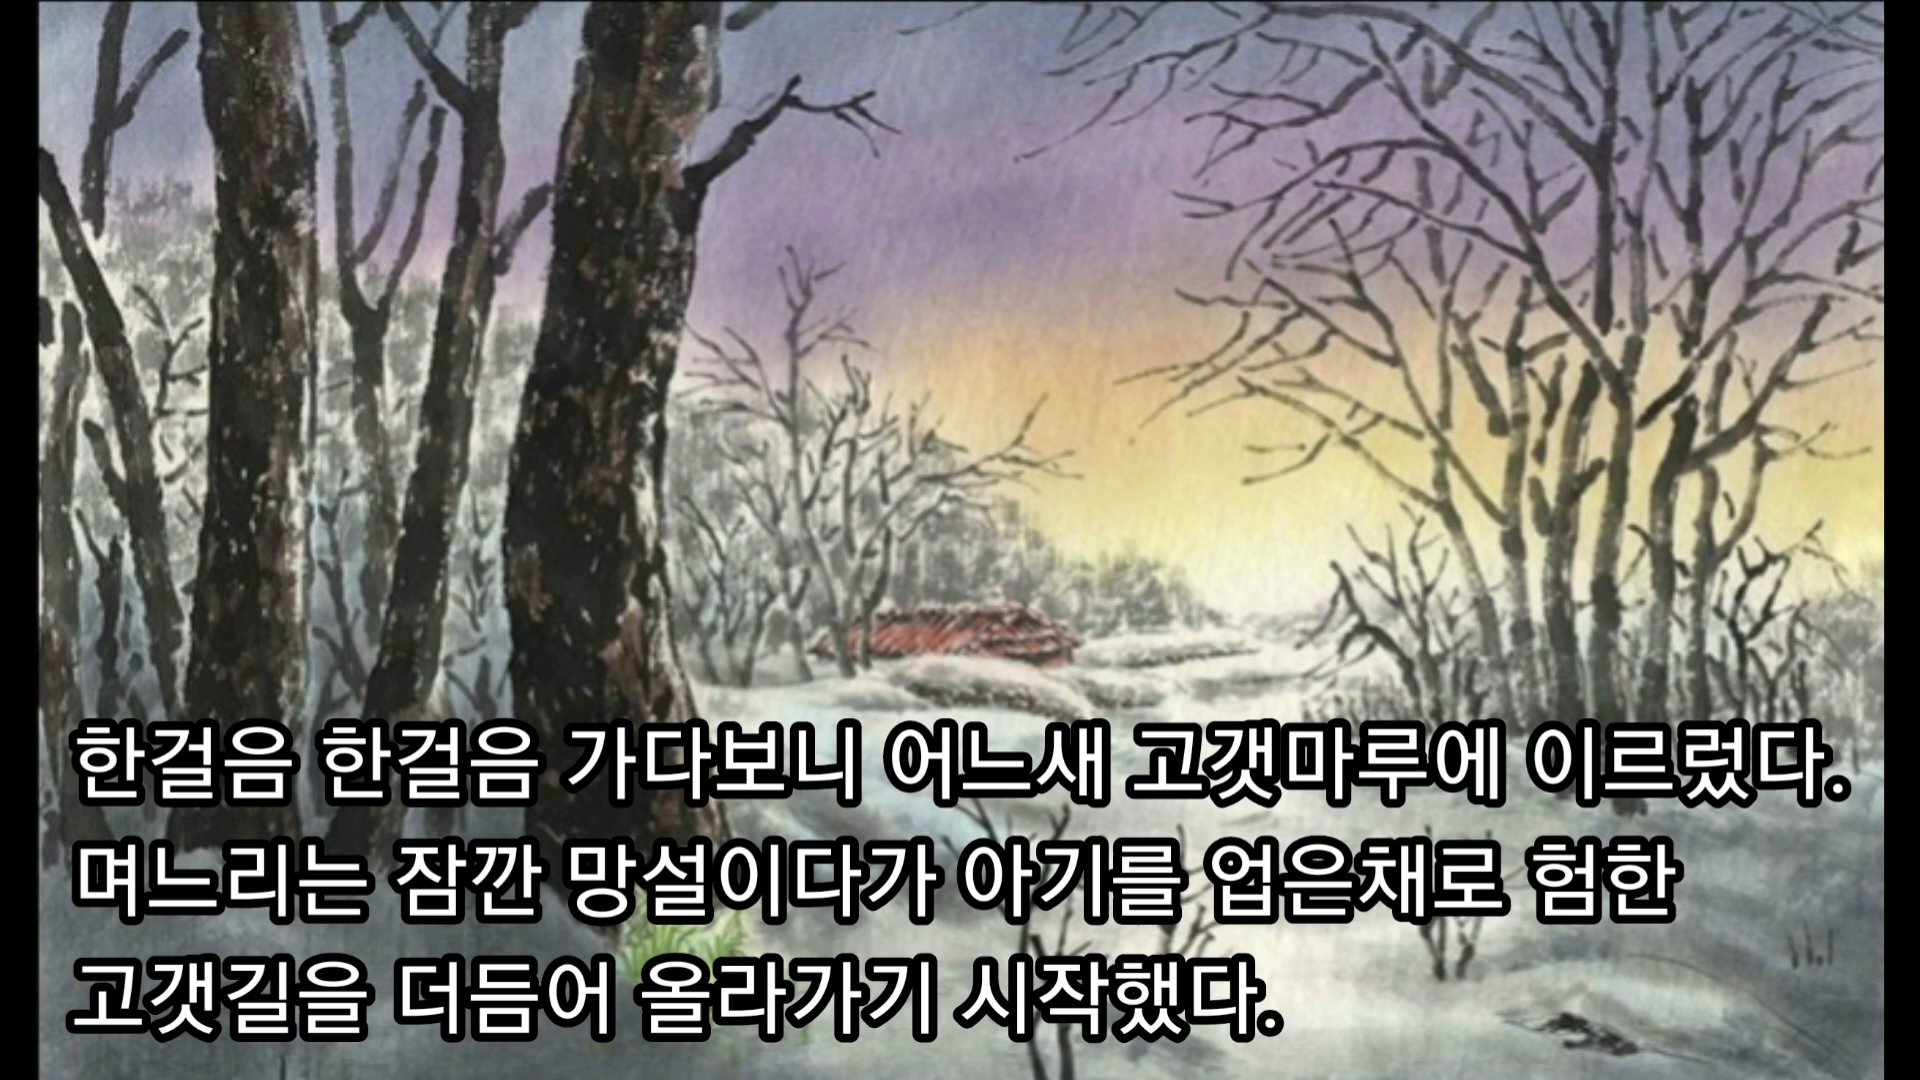 한걸음 한걸음 가다보니 어느새 고갯마루에 이르렀다.
며느리는 잠깐 망설이다가 아기를 업은채로 험한
고갯길을 더듬어 올라가기 시작했다.